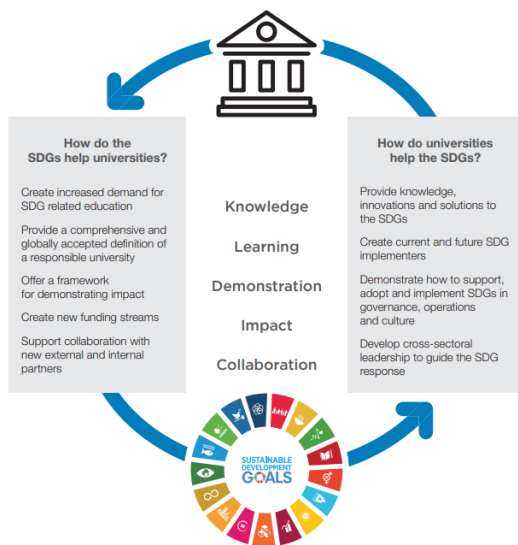 How do the
SDGs help universities?
Create increased demand for
SDG related education
Provide a comprehensive and
globally accepted definition of
a responsible university
Offer a framework
for demonstrating impact
Create new funding streams
Support collaboration with
new external and internal
partners
Knowledge
Learning
Demonstration
Impact
Collaboration
How do universities
help the SDGs?
Provide knowledge,
innovations and solutions to
the SDGs
Create current and future SDG
implementers
Demonstrate how to support,
adopt and implement SDGs in
governance, operations
and culture
Develop cross-sectoral
leadership to guide the SDG
response
SUSTAINABLE
DEVELOPMENT
GOALS